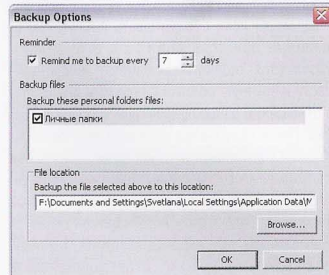 Backup Options
Reminder
Remind me to backup every 7 days
Backup files
Backup these personal folders files:
Личные папки
File location
Backup the file selected above to this location:
F:\Documents and Settings\Svetlana\Local Settings\Application Data\M
Browse...
OK Cancel